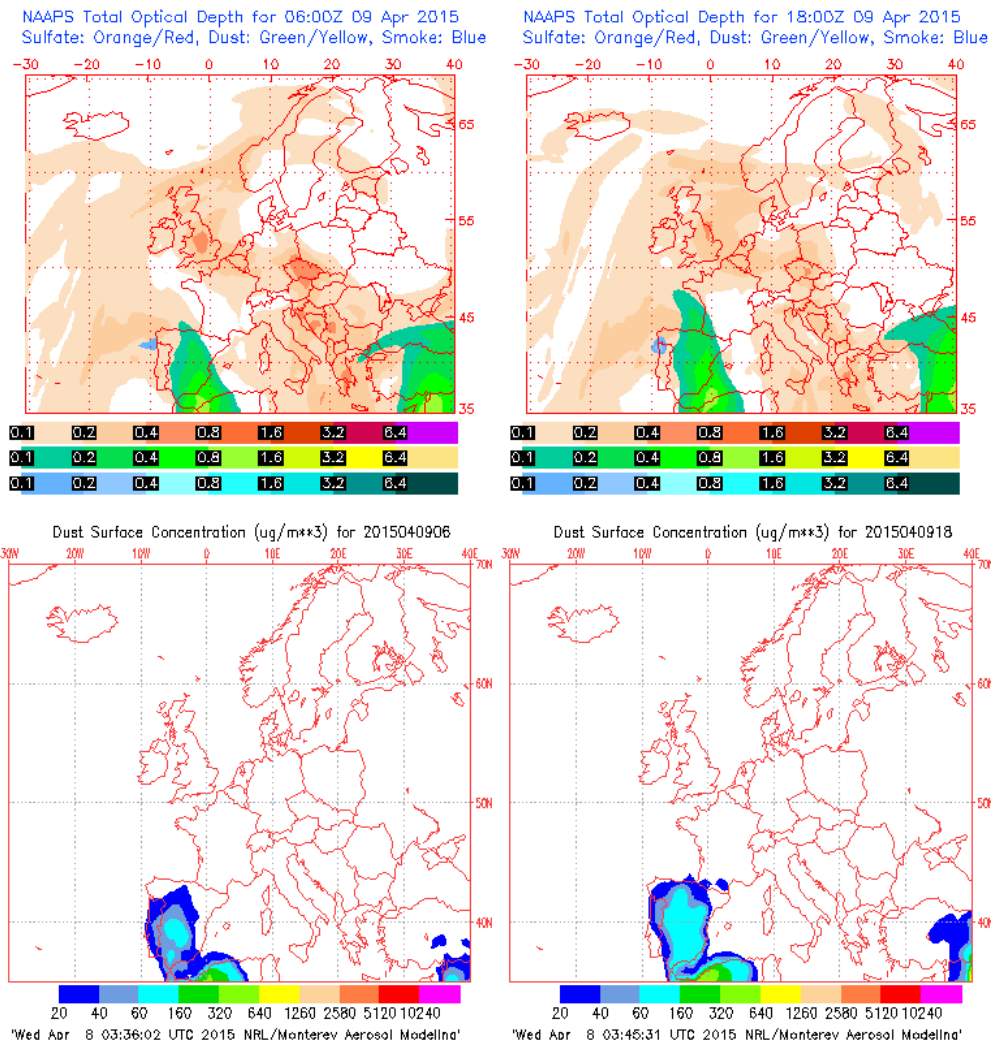 NAAPS Total Optical Depth for 06:00Z 09 Apr 2015
Sulfate: Orange/Red, Dust: Green/Yellow, Smoke: Blue
-30 -20 -10 0 10 20 30 40
65
55
45
35
0.1 0.2 0.4 0.8 1.6 3.2 6.4
0.1 0.2 0.4 0.8 1.6 3.2 6.4
0.1 0.2 0.4 0.8 1.6 3.2 6.4
NAAPS Total Optical Depth for 18:00Z 09 Apr 2015
Sulfate: Orange/Red, Dust: Green/Yellow, Smoke: Blue
-30 -20 -10 0 10 20 30 40
65
55
45
35
0.1 0.2 0.4 0.8 1.6 3.2 6.4
0.1 0.2 0.4 0.8 1.6 3.2 6.4
0.1 0.2 0.4 0.8 1.6 3.2 6.4
Dust Surface Concentration (ug/m**3) for 2015040906
30W 20W 10W 0 10E 20E 30E 40E
70N
60N
50N
40N
20 40 60 160 320 640 1260 2580 5120 10240
'Wed Apr 8 03:36:02 UTC 2015 NRL/Monterey Aerosol Modeling'
Dust Surface Concentration (ug/m**3) for 2015040918
30W 20W 10W 0 10E 20E 30E 40E
70N
60N
50N
40N
20 40 60 160 320 640 1260 2580 5120 10240
'Wed Apr 8 03:45:31 UTC 2015 NRL/Monterey Aerosol Modeling'